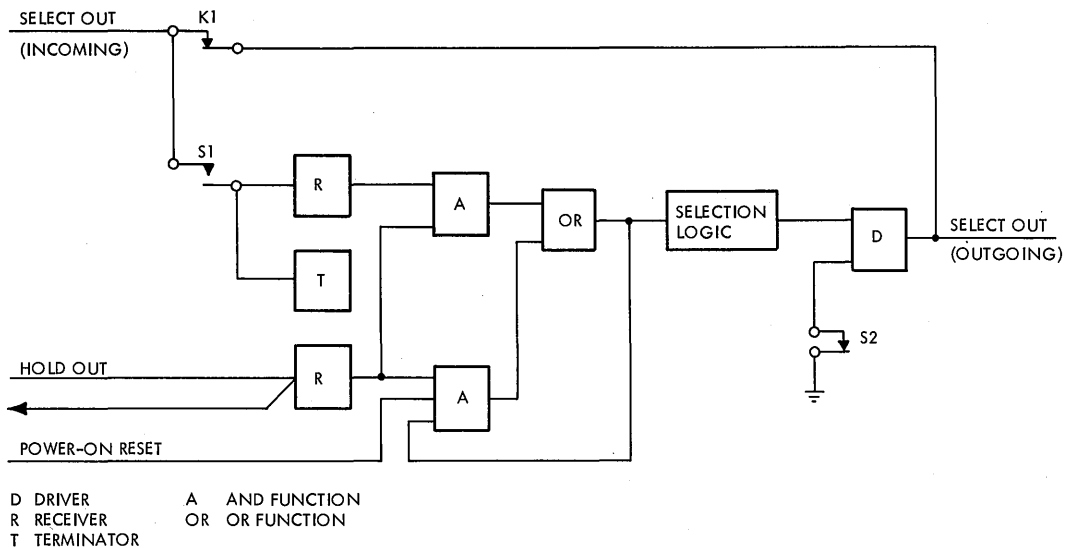 SELECT OUT
(INCOMING)
K1
S1
R
A
OR
SELECTION
LOGIC
D
SELECT OUT
(OUTGOING)
T
S2
HOLD OUT
R
A
POWER-ON RESET
D DRIVER A AND FUNCTION
R RECEIVER OR OR FUNCTION
T TERMINATOR